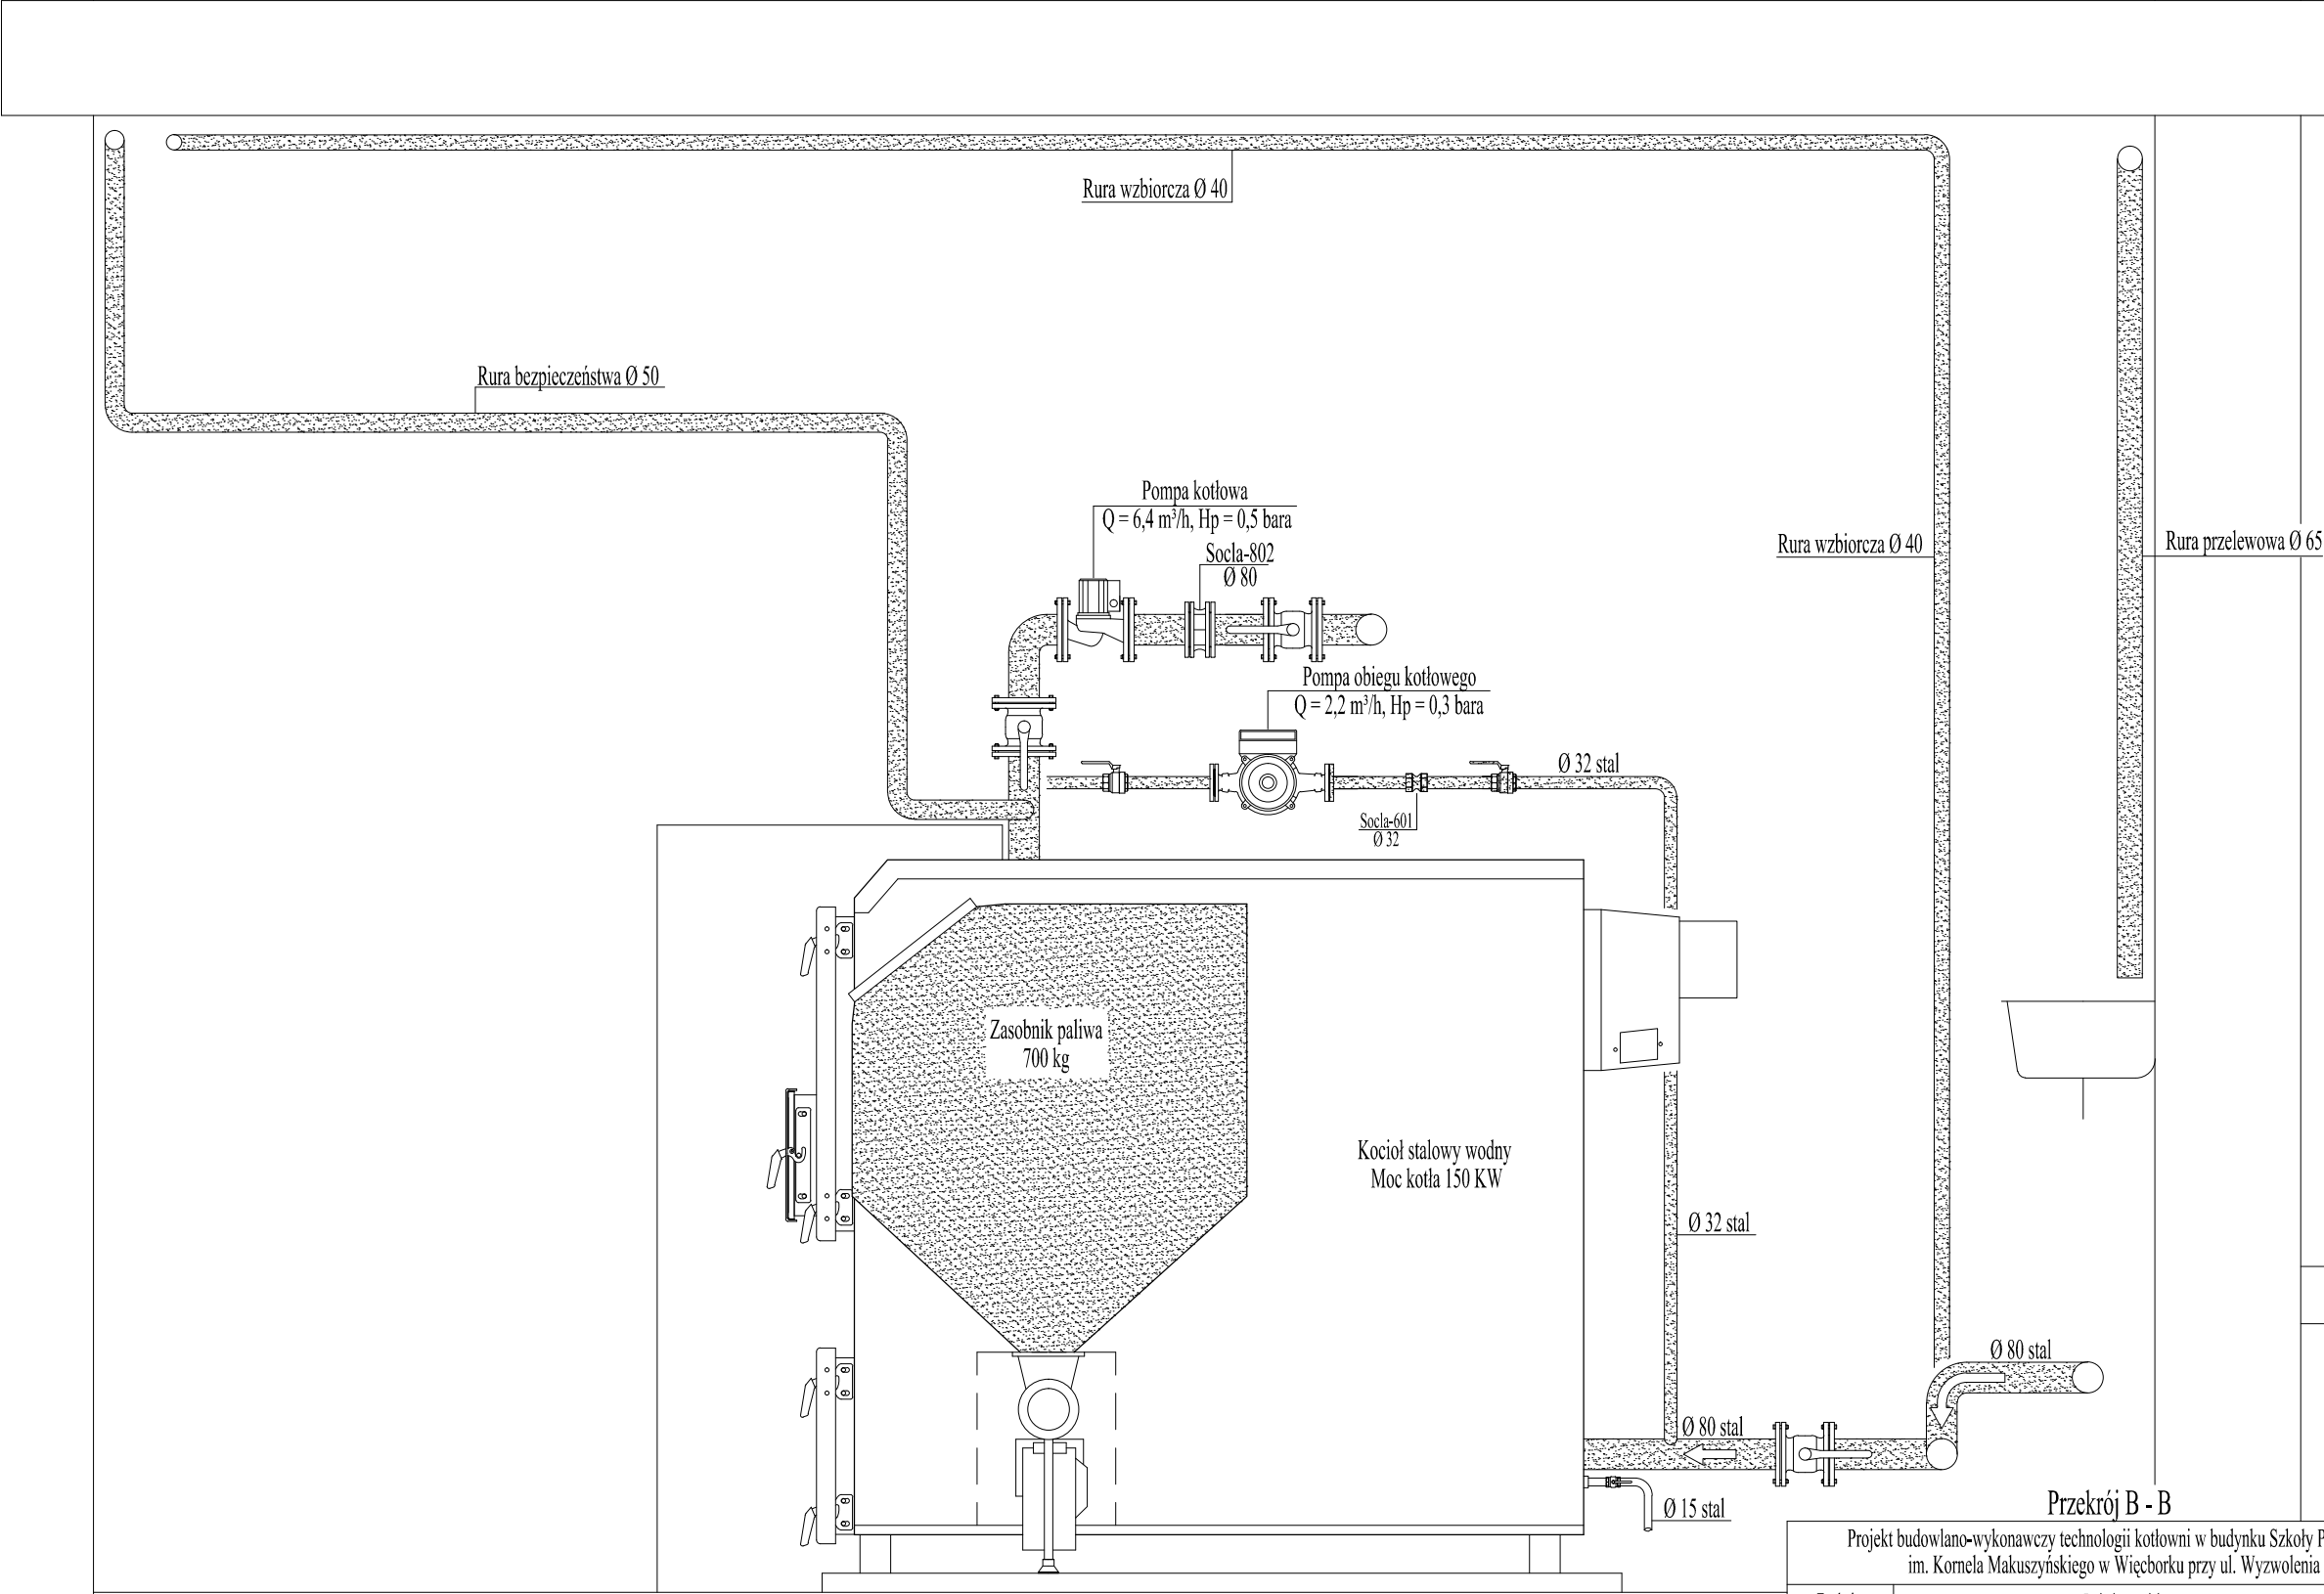 Rura wzbiorcza Ø 40
Rura bezpieczeństwa Ø 50
Pompa kotłowa
Q = 6,4 m³/h, Hp = 0,5 bara
Socla-802
Ø 80
Rura wzbiorcza Ø 40
Rura przelewowa Ø 65
Pompa obiegu kotłowego
Q = 2,2 m³/h, Hp = 0,3 bara
Ø 32 stal
Socla-601
Ø 32
Zasobnik paliwa
700 kg
Kocioł stalowy wodny
Moc kotła 150 KW
Ø 32 stal
Ø 80 stal
Ø 80 stal
Ø 15 stal
Przekrój B - B
Projekt budowlano-wykonawczy technologii kotłowni w budynku Szkoły P
im. Kornela Makuszyńskiego w Więcborku przy ul. Wyzwolenia